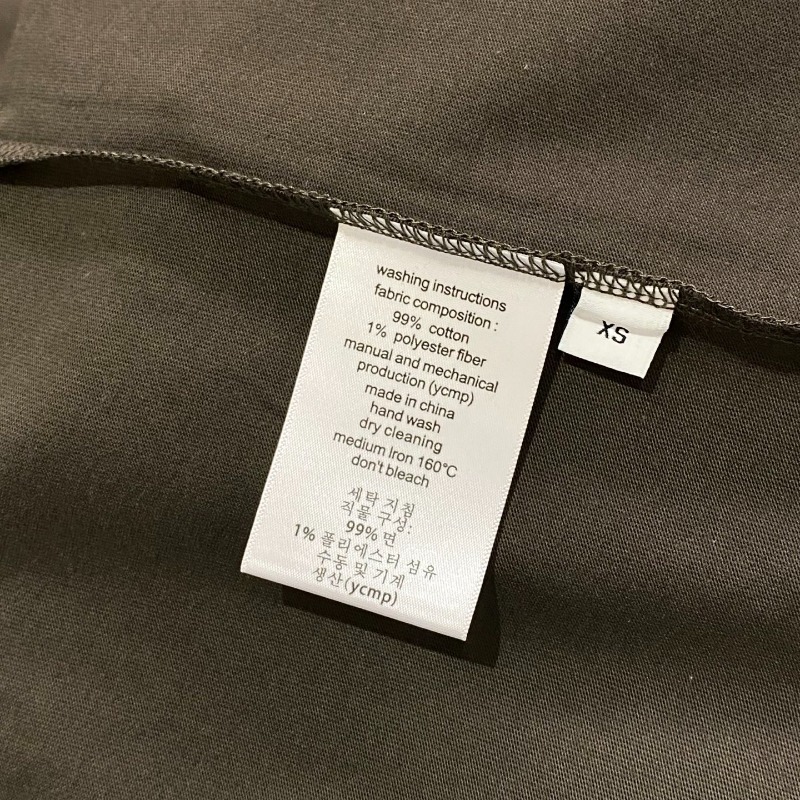 washing instructions
fabric composition :
99% cotton
1% polyester fiber
manual and mechanical
production (ycmp)
made in china
hand wash
dry cleaning
medium Iron 160°C
don't bleach
세탁 지침
직물 구성:
99% 면
1% 폴리에스터 섬유
수동 및 기계
생산(ycmp)
XS